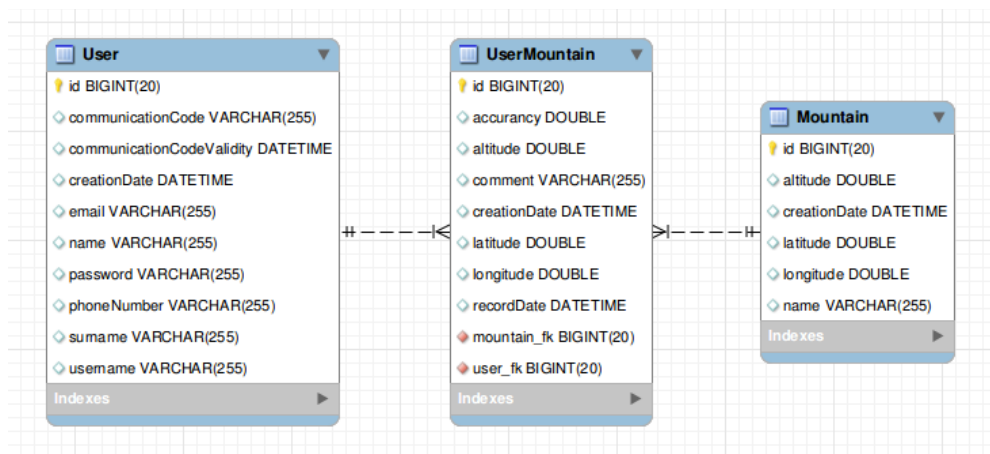 User
id BIGINT(20)
communicationCode VARCHAR(255)
communicationCodeValidity DATETIME
creationDate DATETIME
email VARCHAR(255)
name VARCHAR(255)
password VARCHAR(255)
phoneNumber VARCHAR(255)
surname VARCHAR(255)
username VARCHAR(255)
Indexes
UserMountain
id BIGINT(20)
accurancy DOUBLE
altitude DOUBLE
comment VARCHAR(255)
creationDate DATETIME
latitude DOUBLE
longitude DOUBLE
recordDate DATETIME
mountain_fk BIGINT(20)
user_fk BIGINT(20)
Indexes
Mountain
id BIGINT(20)
altitude DOUBLE
creationDate DATETIME
latitude DOUBLE
longitude DOUBLE
name VARCHAR(255)
Indexes